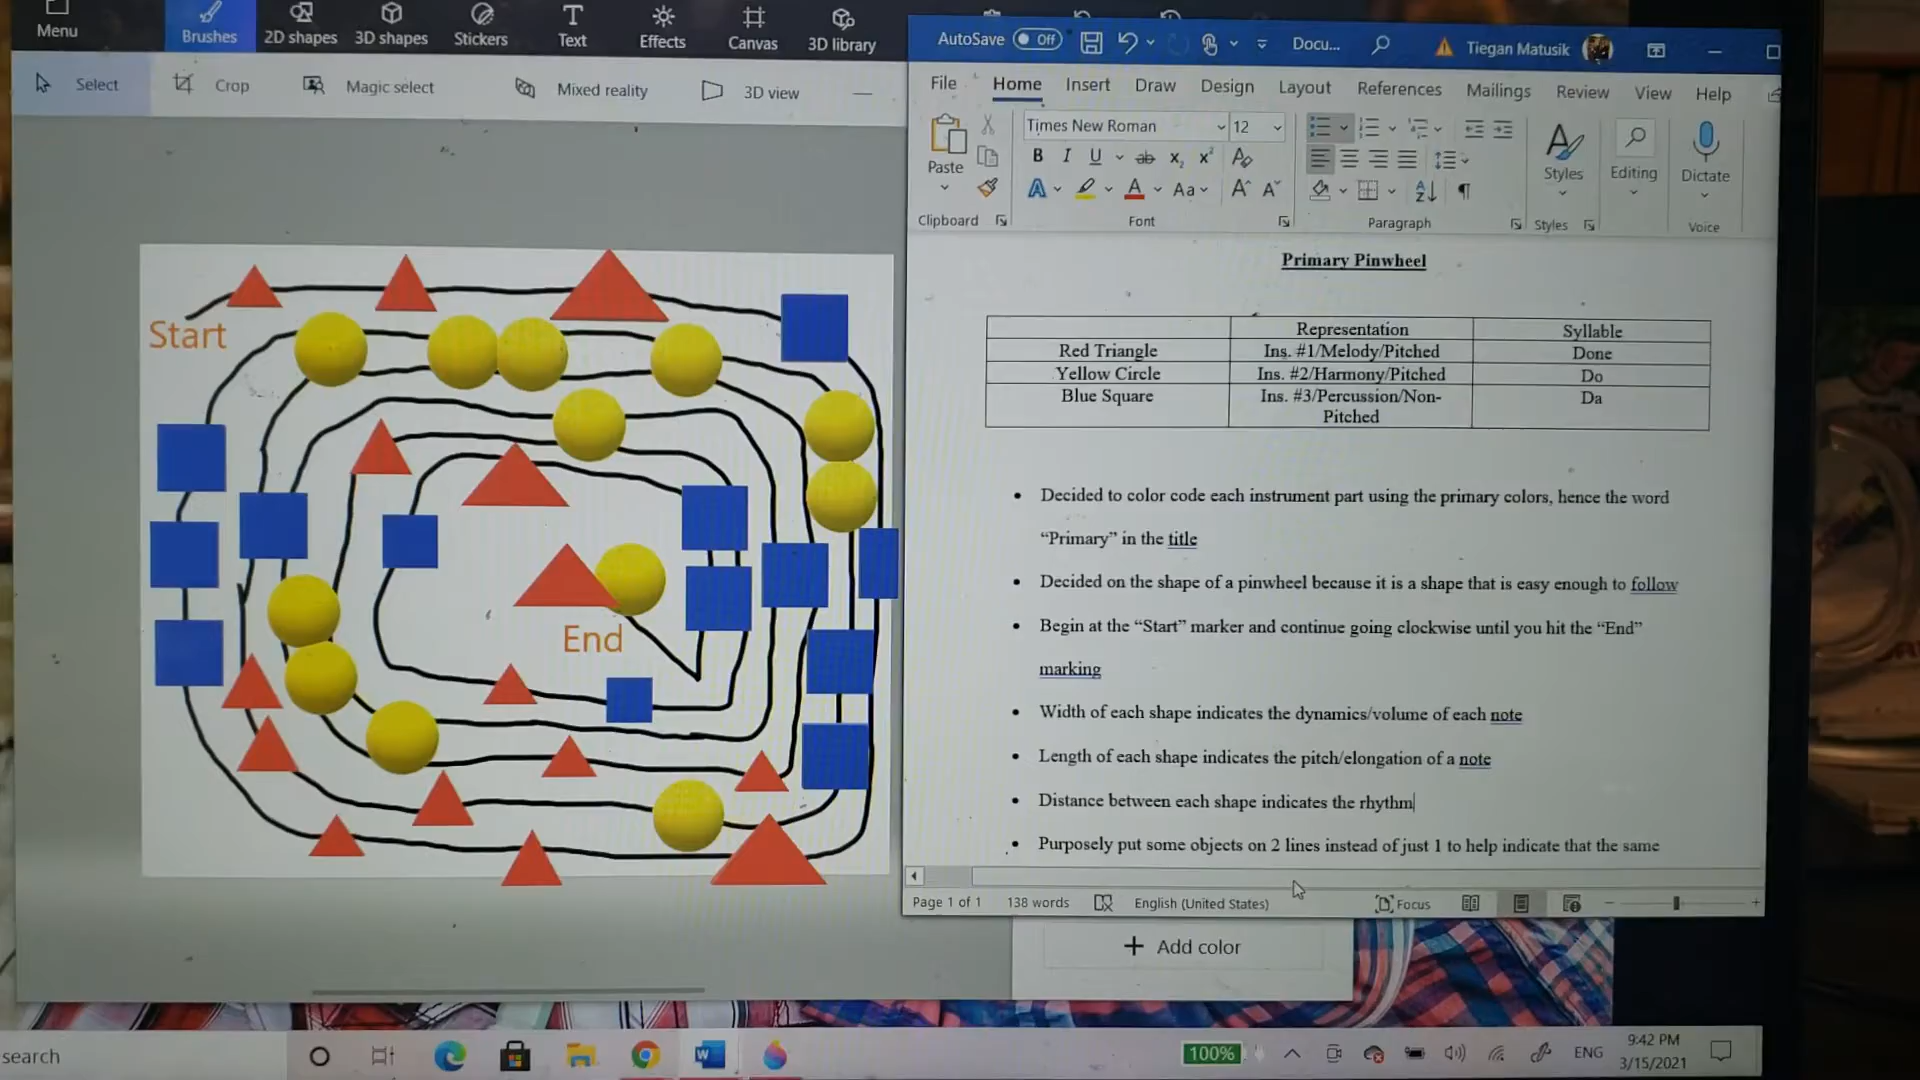 Menu
Brushes
2D shapes
3D shapes
Stickers
Text
Effects
Canvas
3D library
Select
Crop
Magic select
Mixed reality
3D view
Start
End
AutoSave Off
Docu...
Tiegan Matusik
File Home Insert Draw Design Layout References Mailings Review View Help
Paste
Times New Roman 12
B I U ab x₂ x²
A A Aa A A
Clipboard
Font
Paragraph
Styles
Styles
Editing
Dictate
Voice
Primary Pinwheel
Representation Syllable
Red Triangle Ins. #1/Melody/Pitched Done
Yellow Circle Ins. #2/Harmony/Pitched Do
Blue Square Ins. #3/Percussion/Non- Da
Pitched
• Decided to color code each instrument part using the primary colors, hence the word
“Primary” in the title
• Decided on the shape of a pinwheel because it is a shape that is easy enough to follow
• Begin at the “Start” marker and continue going clockwise until you hit the “End”
marking
• Width of each shape indicates the dynamics/volume of each note
• Length of each shape indicates the pitch/elongation of a note
• Distance between each shape indicates the rhythm
• Purposely put some objects on 2 lines instead of just 1 to help indicate that the same
Page 1 of 1 138 words English (United States) Focus
+ Add color
search
100%
ENG
9:42 PM
3/15/2021